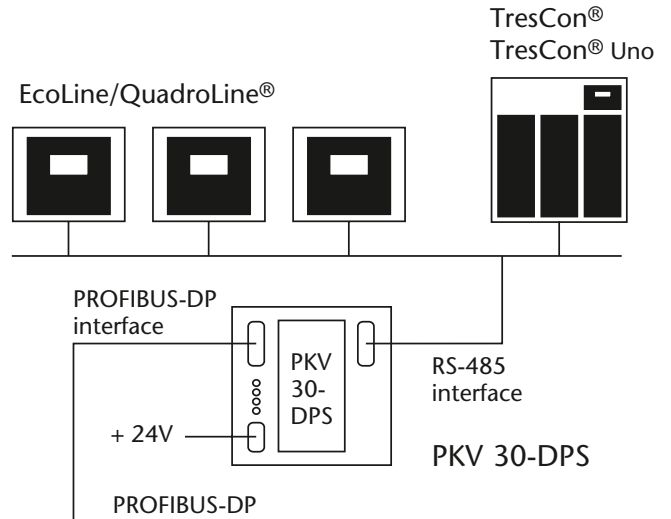 TresCon®
TresCon® Uno
EcoLine/QuadroLine®
PROFIBUS-DP
interface
PKV
30-
DPS
RS-485
interface
+ 24V
PKV 30-DPS
PROFIBUS-DP